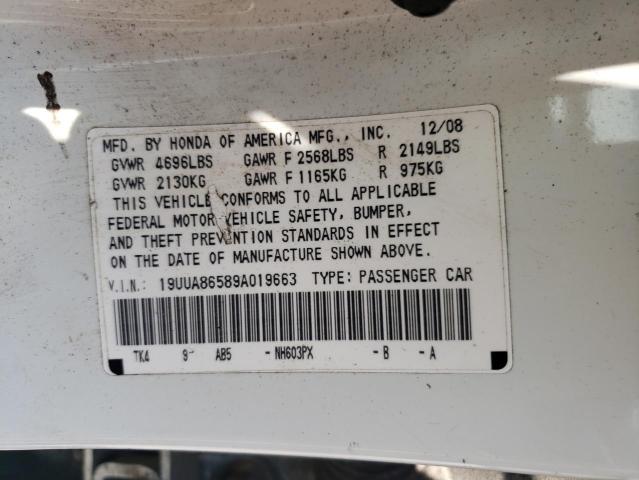 MFD. BY HONDA OF AMERICA MFG., INC. 12/08
GVWR 4696LBS GAWR F 2568LBS R 2149LBS
GVWR 2130KG GAWR F 1165KG R 975KG
THIS VEHICLE CONFORMS TO ALL APPLICABLE
FEDERAL MOTOR VEHICLE SAFETY, BUMPER,
AND THEFT PREVENTION STANDARDS IN EFFECT
ON THE DATE OF MANUFACTURE SHOWN ABOVE.
V.I.N.: 19UUA86589A019663 TYPE: PASSENGER CAR
TK4 9- AB5 -NH603PX -B -A